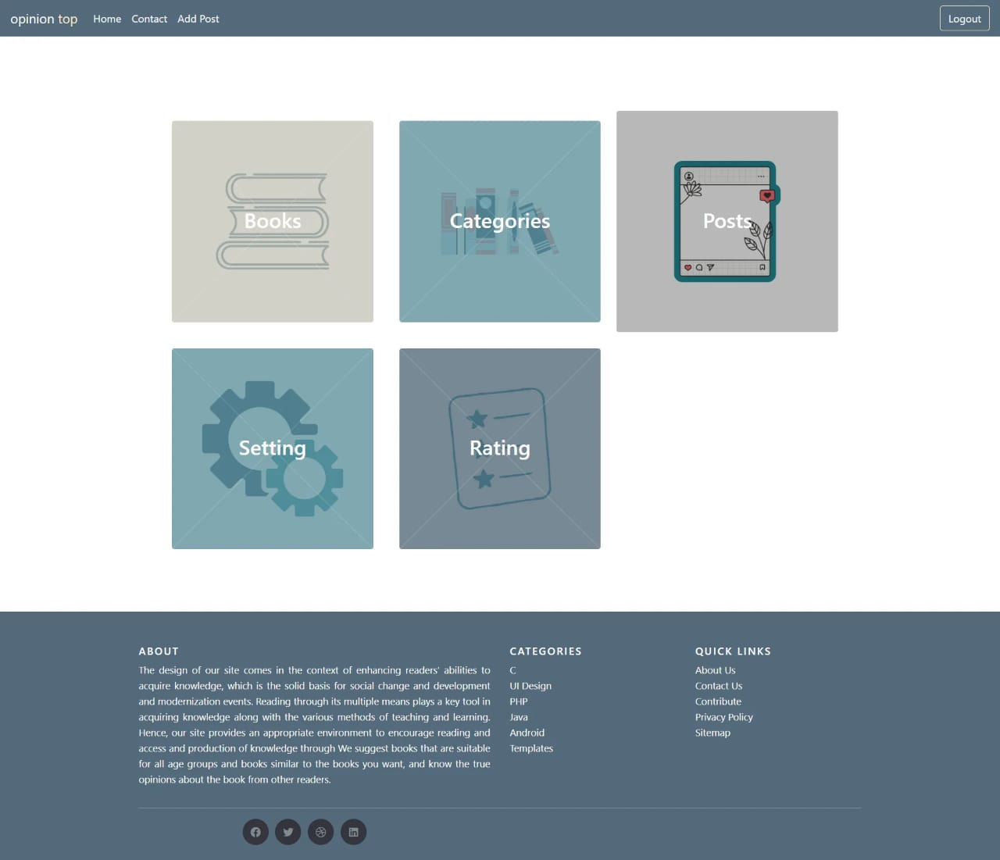 opinion top Home Contact Add Post Logout
Books Categories Posts
Setting Rating
ABOUT
The design of our site comes in the context of enhancing readers' abilities to
acquire knowledge, which is the solid basis for social change and development
and modernization events. Reading through its multiple means plays a key tool in
acquiring knowledge along with the various methods of teaching and learning.
Hence, our site provides an appropriate environment to encourage reading and
access and production of knowledge through We suggest books that are suitable
for all age groups and books similar to the books you want, and know the true
opinions about the book from other readers.
CATEGORIES
C
UI Design
PHP
Java
Android
Templates
QUICK LINKS
About Us
Contact Us
Contribute
Privacy Policy
Sitemap